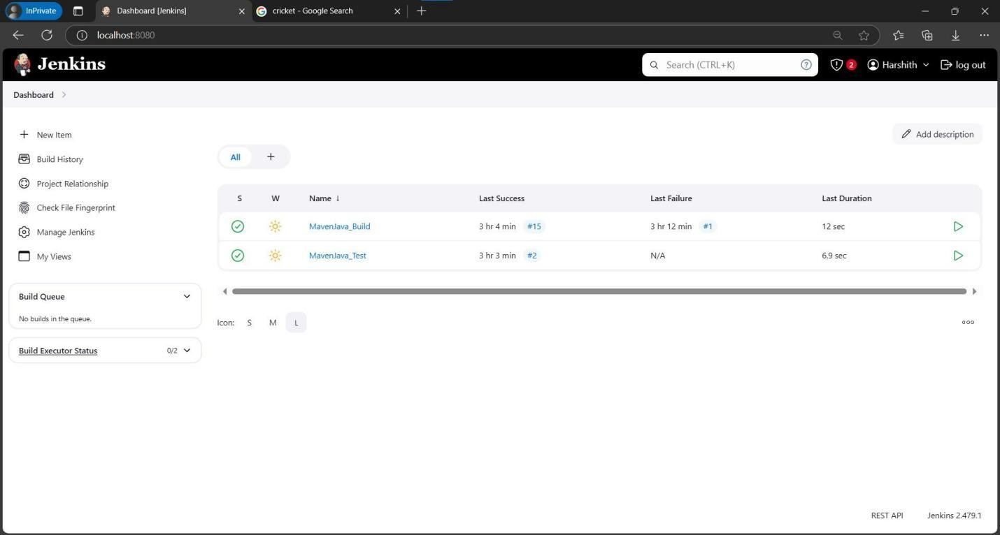 InPrivate
Dashboard [Jenkins]
cricket - Google Search
localhost:8080
Jenkins
Search (CTRL+K)
2
Harshith
log out
Dashboard
New Item
Add description
All +
Build History
Project Relationship
Check File Fingerprint
Manage Jenkins
My Views
S W Name ↓ Last Success Last Failure Last Duration
MavenJava_Build 3 hr 4 min #15 3 hr 12 min #1 12 sec
MavenJava_Test 3 hr 3 min #2 N/A 6.9 sec
Build Queue
No builds in the queue.
Icon: S M L
Build Executor Status 0/2
REST API Jenkins 2.479.1